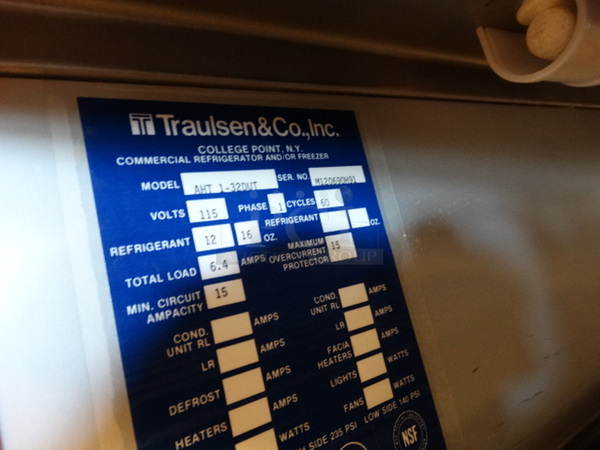 Traulsen & Co., Inc.
COLLEGE POINT, N.Y.
COMMERCIAL REFRIGERATOR AND/OR FREEZER
MODEL AHT 1-32DUT SER. NO. M120690H91
VOLTS 115 PHASE 1 CYCLES 60
REFRIGERANT 12 16 OZ. REFRIGERANT OZ.
TOTAL LOAD 6.4 AMPS MAXIMUM OVERCURRENT PROTECTOR 15
MIN. CIRCUIT AMPACITY 15
COND. UNIT RL AMPS COND. UNIT RL AMPS
LR AMPS LR AMPS
DEFROST AMPS FACIA HEATERS WATTS
HEATERS AMPS LIGHTS WATTS
WATTS FANS WATTS
SIDE 235 PSI LOW SIDE 140 PSI
NSF